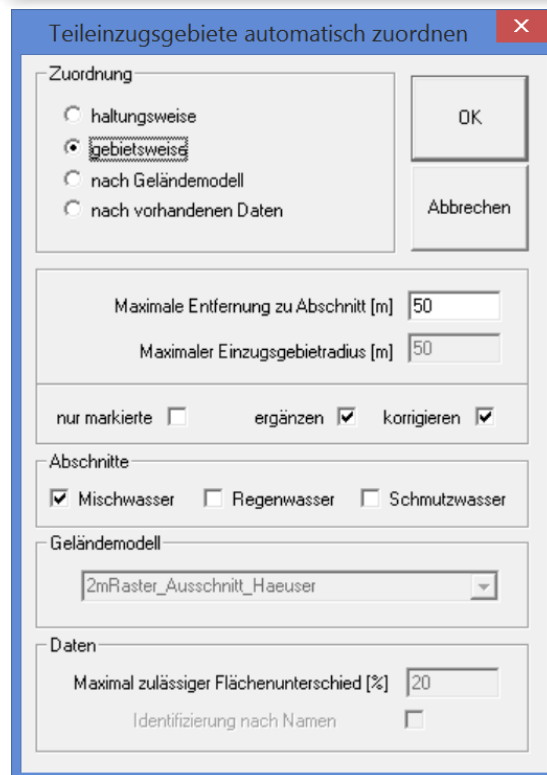 Teileinzugsgebiete automatisch zuordnen
Zuordnung
haltungsweise
gebietsweise
nach Geländemodell
nach vorhandenen Daten
OK
Abbrechen
Maximale Entfernung zu Abschnitt [m] 50
Maximaler Einzugsgebietradius [m] 50
nur markierte ergänzen korrigieren
Abschnitte
Mischwasser Regenwasser Schmutzwasser
Geländemodell
2mRaster_Ausschnitt_Haeuser
Daten
Maximal zulässiger Flächenunterschied [%] 20
Identifizierung nach Namen